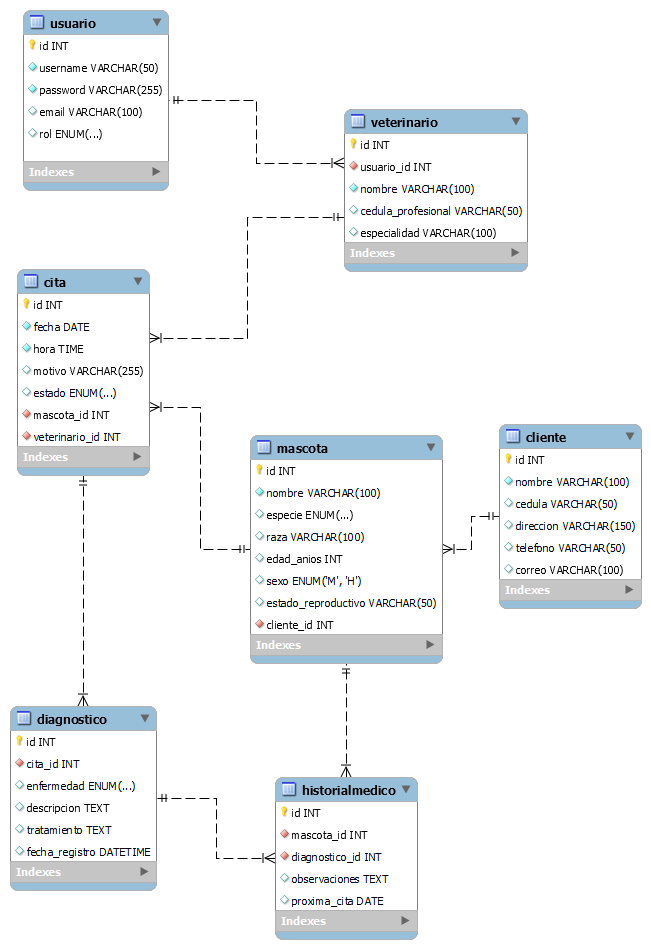 usuario
id INT
username VARCHAR(50)
password VARCHAR(255)
email VARCHAR(100)
rol ENUM(...)
Indexes
veterinario
id INT
usuario_id INT
nombre VARCHAR(100)
cedula_profesional VARCHAR(50)
especialidad VARCHAR(100)
Indexes
cita
id INT
fecha DATE
hora TIME
motivo VARCHAR(255)
estado ENUM(...)
mascota_id INT
veterinario_id INT
Indexes
mascota
id INT
nombre VARCHAR(100)
especie ENUM(...)
raza VARCHAR(100)
edad_anios INT
sexo ENUM('M', 'H')
estado_reproductivo VARCHAR(50)
cliente_id INT
Indexes
cliente
id INT
nombre VARCHAR(100)
cedula VARCHAR(50)
direccion VARCHAR(150)
telefono VARCHAR(50)
correo VARCHAR(100)
Indexes
diagnostico
id INT
cita_id INT
enfermedad ENUM(...)
descripcion TEXT
tratamiento TEXT
fecha_registro DATETIME
Indexes
historialmedico
id INT
mascota_id INT
diagnostico_id INT
observaciones TEXT
proxima_cita DATE
Indexes